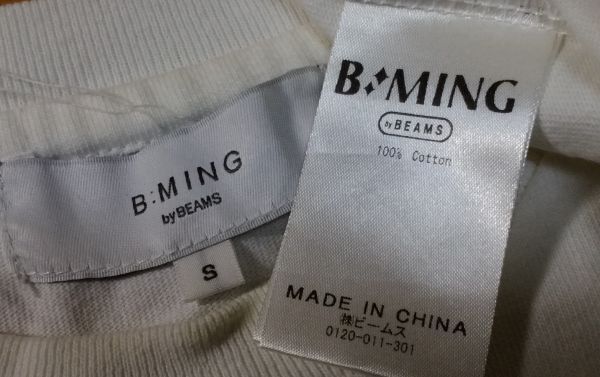 B:MING
by BEAMS
S
B:MING
by BEAMS
100% Cotton
MADE IN CHINA
㈱ビームス
0120-011-301